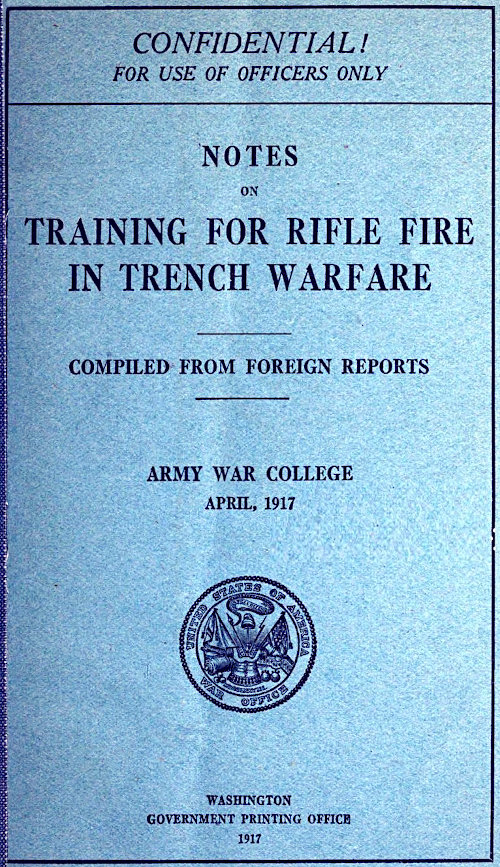 CONFIDENTIAL!
FOR USE OF OFFICERS ONLY
NOTES
ON
TRAINING FOR RIFLE FIRE
IN TRENCH WARFARE
COMPILED FROM FOREIGN REPORTS
ARMY WAR COLLEGE
APRIL, 1917
UNITED STATES OF AMERICA
WAR OFFICE
WASHINGTON
GOVERNMENT PRINTING OFFICE
1917